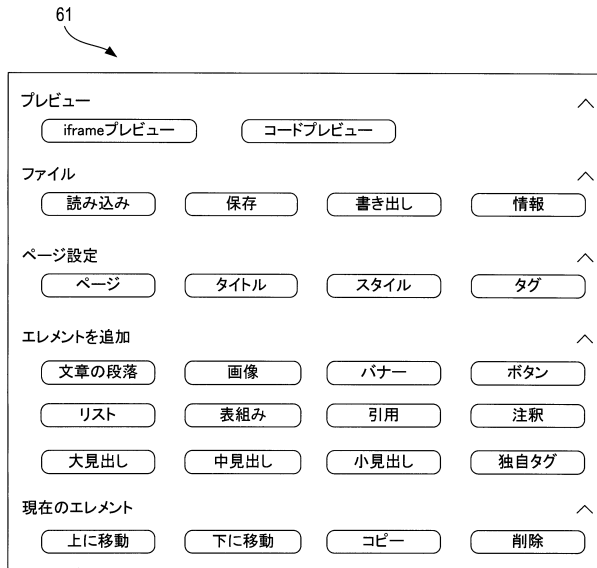 61
プレビュー
iframeプレビュー コードプレビュー
ファイル
読み込み 保存 書き出し 情報
ページ設定
ページ タイトル スタイル タグ
エレメントを追加
文章の段落 画像 バナー ボタン
リスト 表組み 引用 注釈
大見出し 中見出し 小見出し 独自タグ
現在のエレメント
上に移動 下に移動 コピー 削除